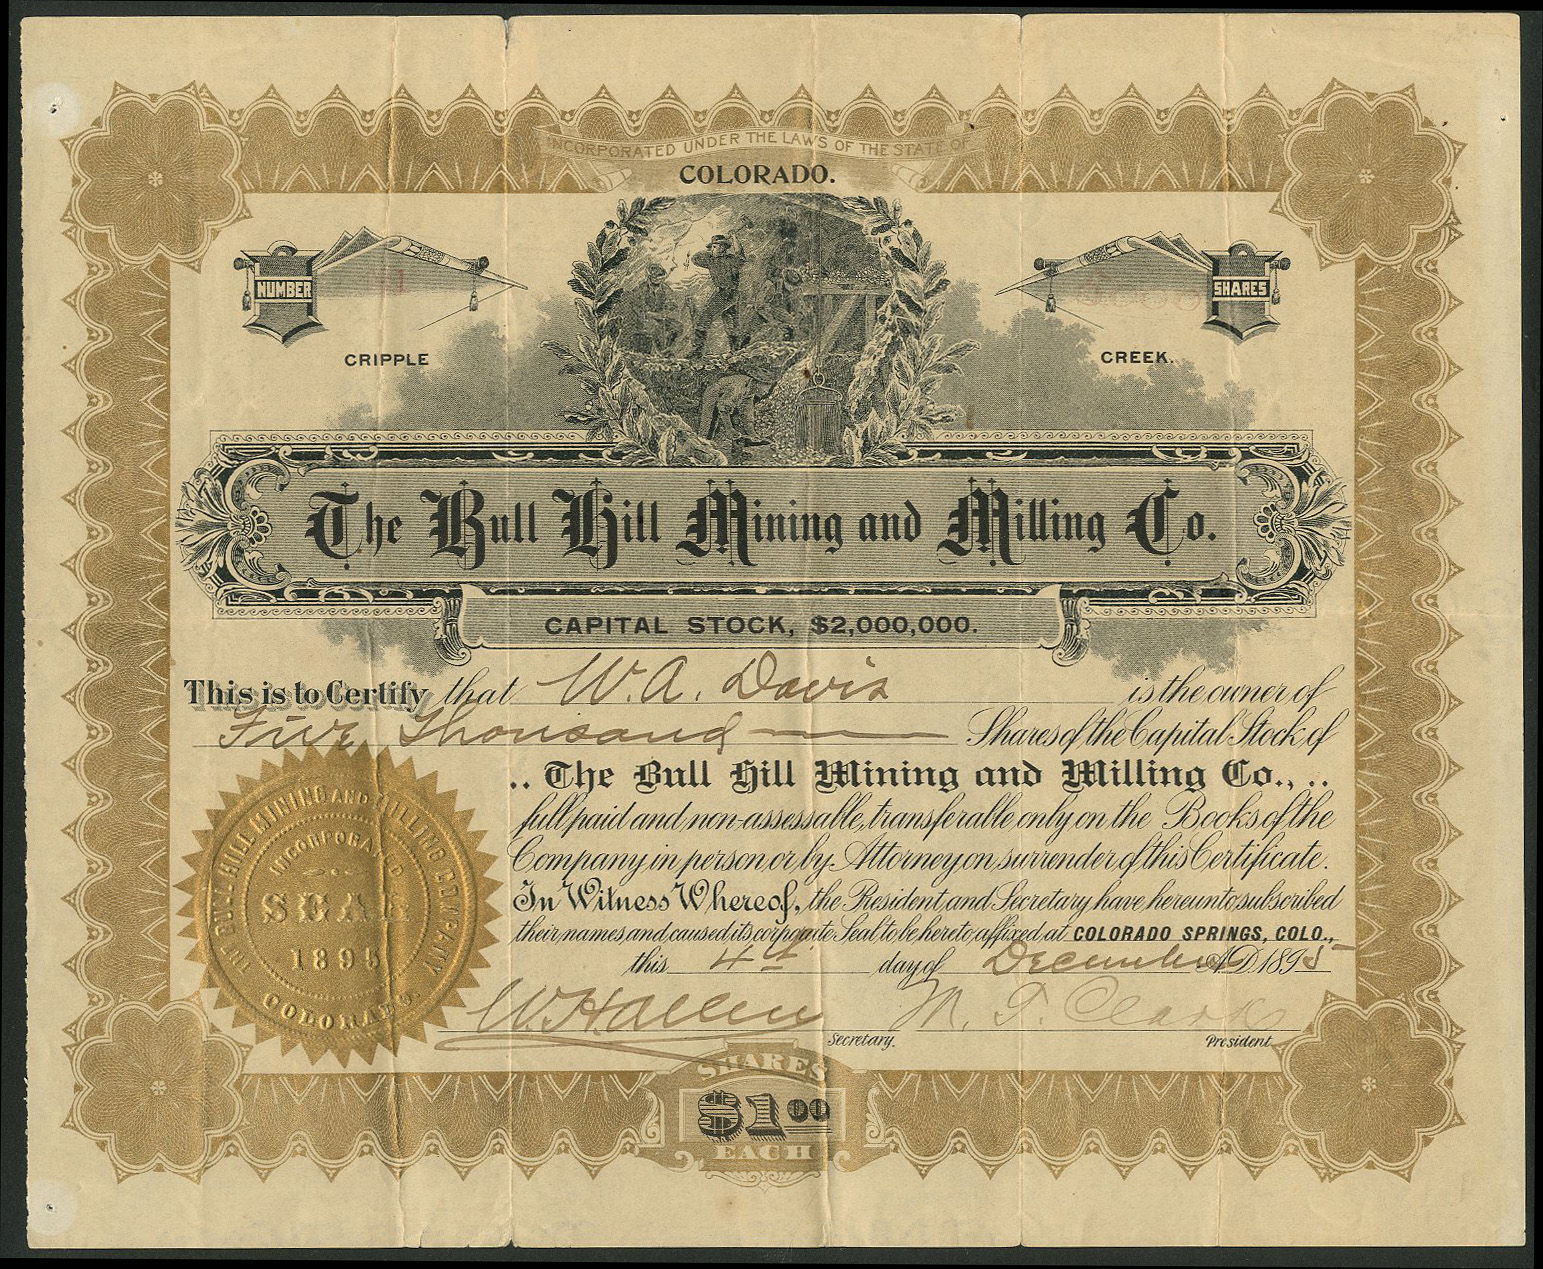 INCORPORATED UNDER THE LAWS OF THE STATE OF
COLORADO.
NUMBER
SHARES
CRIPPLE CREEK.
The Bull Hill Mining and Milling Co.
CAPITAL STOCK, $2,000,000.
This is to Certify that W. A. Davis is the owner of
Five Thousand Shares of the Capital Stock of
.. The Bull Hill Mining and Milling Co., ..
full paid and non-assessable, transferable only on the Books of the
Company in person or by Attorney on surrender of this Certificate.
In Witness Whereof, the President and Secretary have hereunto subscribed
their names and caused its corporate Seal to be hereto affixed at COLORADO SPRINGS, COLO.,
this 4th day of December A.D. 1895
W. H. Allen Secretary. M. F. Clark President.
THE BULL HILL MINING AND MILLING COMPANY
INCORPORATED
SEAL
1895
COLORADO
SHARES
$1.00
EACH